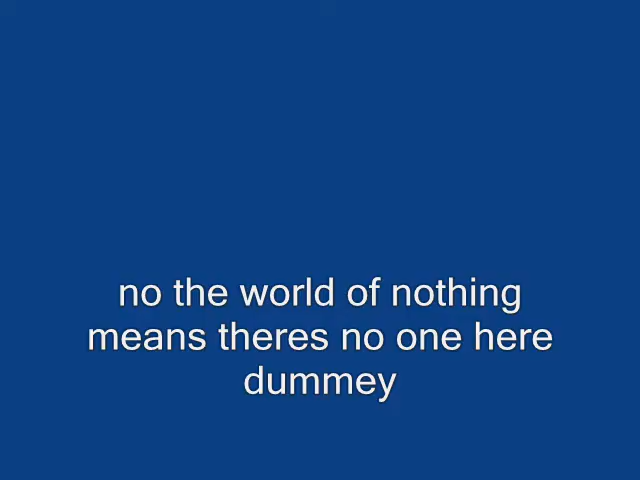 no the world of nothing
means theres no one here
dummey